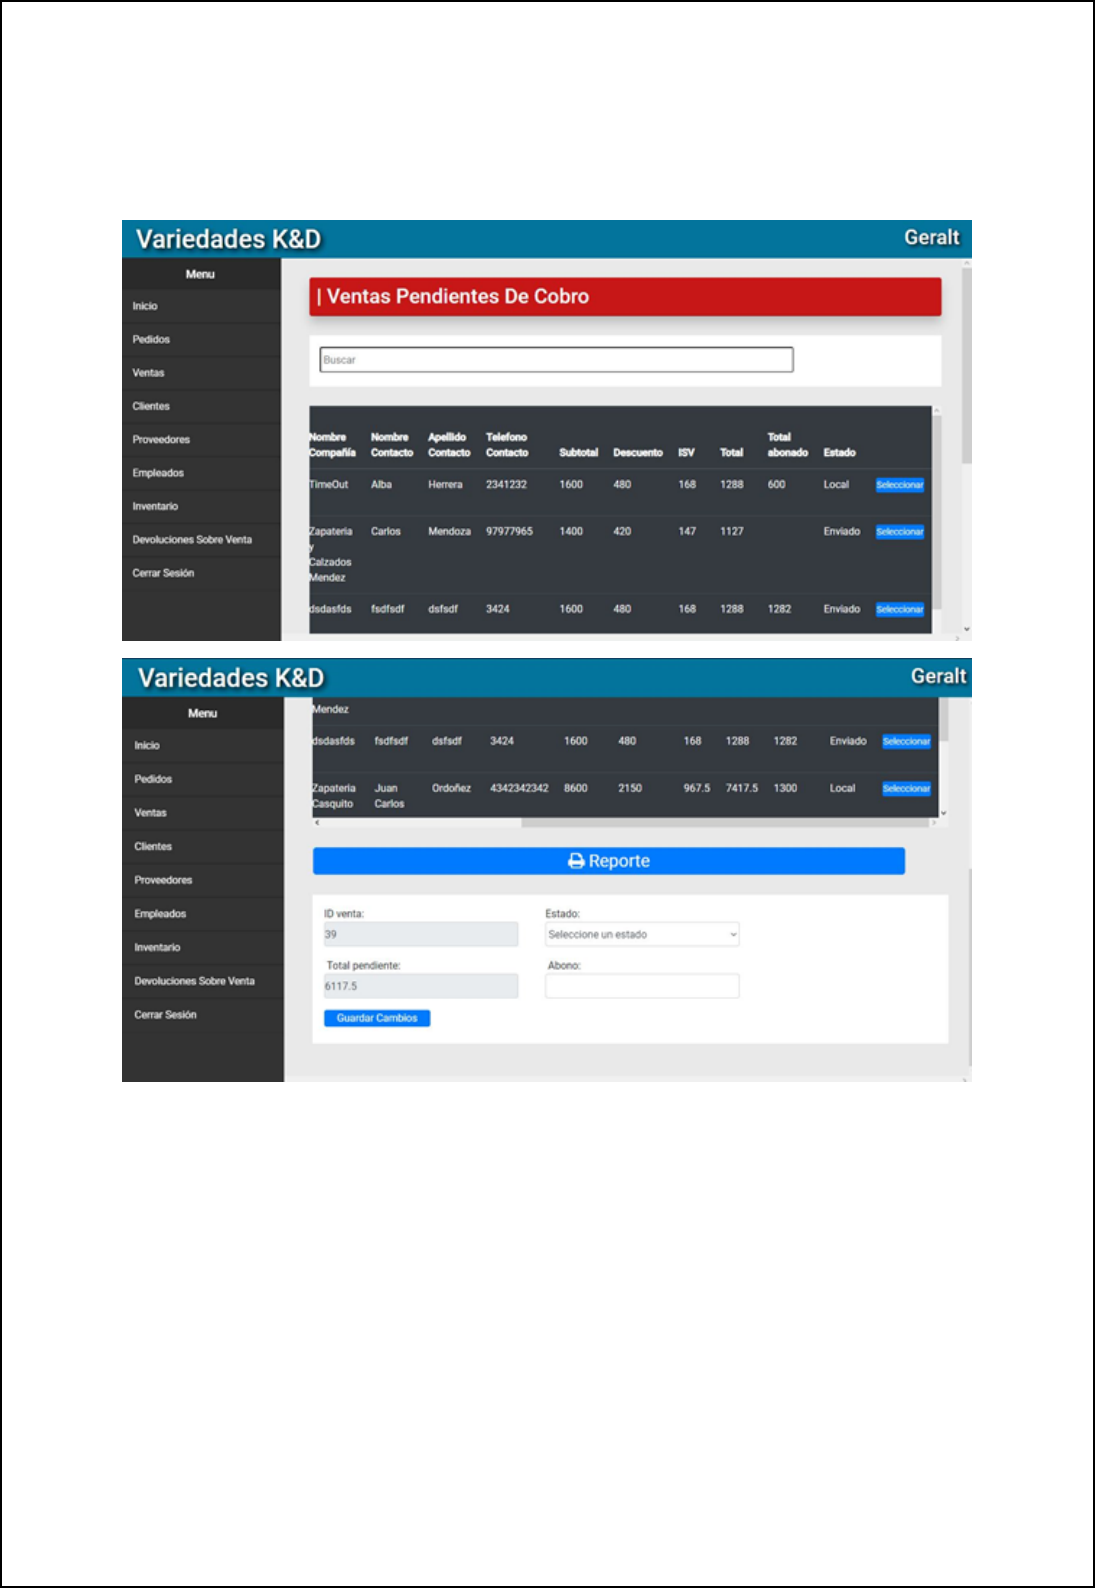 Variedades K&D
Geralt
Menu
Inicio
Pedidos
Ventas
Clientes
Proveedores
Empleados
Inventario
Devoluciones Sobre Venta
Cerrar Sesión
| Ventas Pendientes De Cobro
Buscar
Nombre Compañía Nombre Contacto Apellido Contacto Telefono Contacto Subtotal Descuento ISV Total Total abonado Estado
TimeOut Alba Herrera 2341232 1600 480 168 1288 600 Local Seleccionar
Zapateria y Calzados Mendez Carlos Mendoza 97977965 1400 420 147 1127 Enviado Seleccionar
dsdasfds fsdfsdf dsfsdf 3424 1600 480 168 1288 1282 Enviado Seleccionar
Variedades K&D
Geralt
Menu
Inicio
Pedidos
Ventas
Clientes
Proveedores
Empleados
Inventario
Devoluciones Sobre Venta
Cerrar Sesión
Mendez
dsdasfds fsdfsdf dsfsdf 3424 1600 480 168 1288 1282 Enviado Seleccionar
Zapateria Casquito Juan Carlos Ordoñez 4342342342 8600 2150 967.5 7417.5 1300 Local Seleccionar
Reporte
ID venta: Estado:
39 Seleccione un estado
Total pendiente: Abono:
6117.5
Guardar Cambios